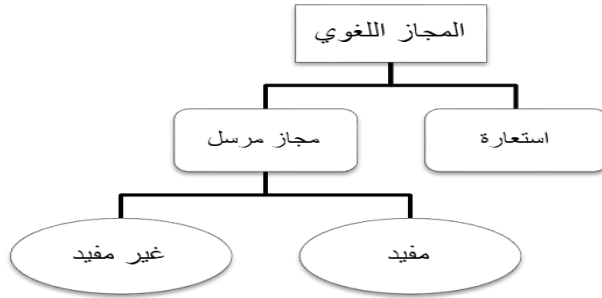 المجاز اللغوي
استعارة
مجاز مرسل
مفيد
غير مفيد